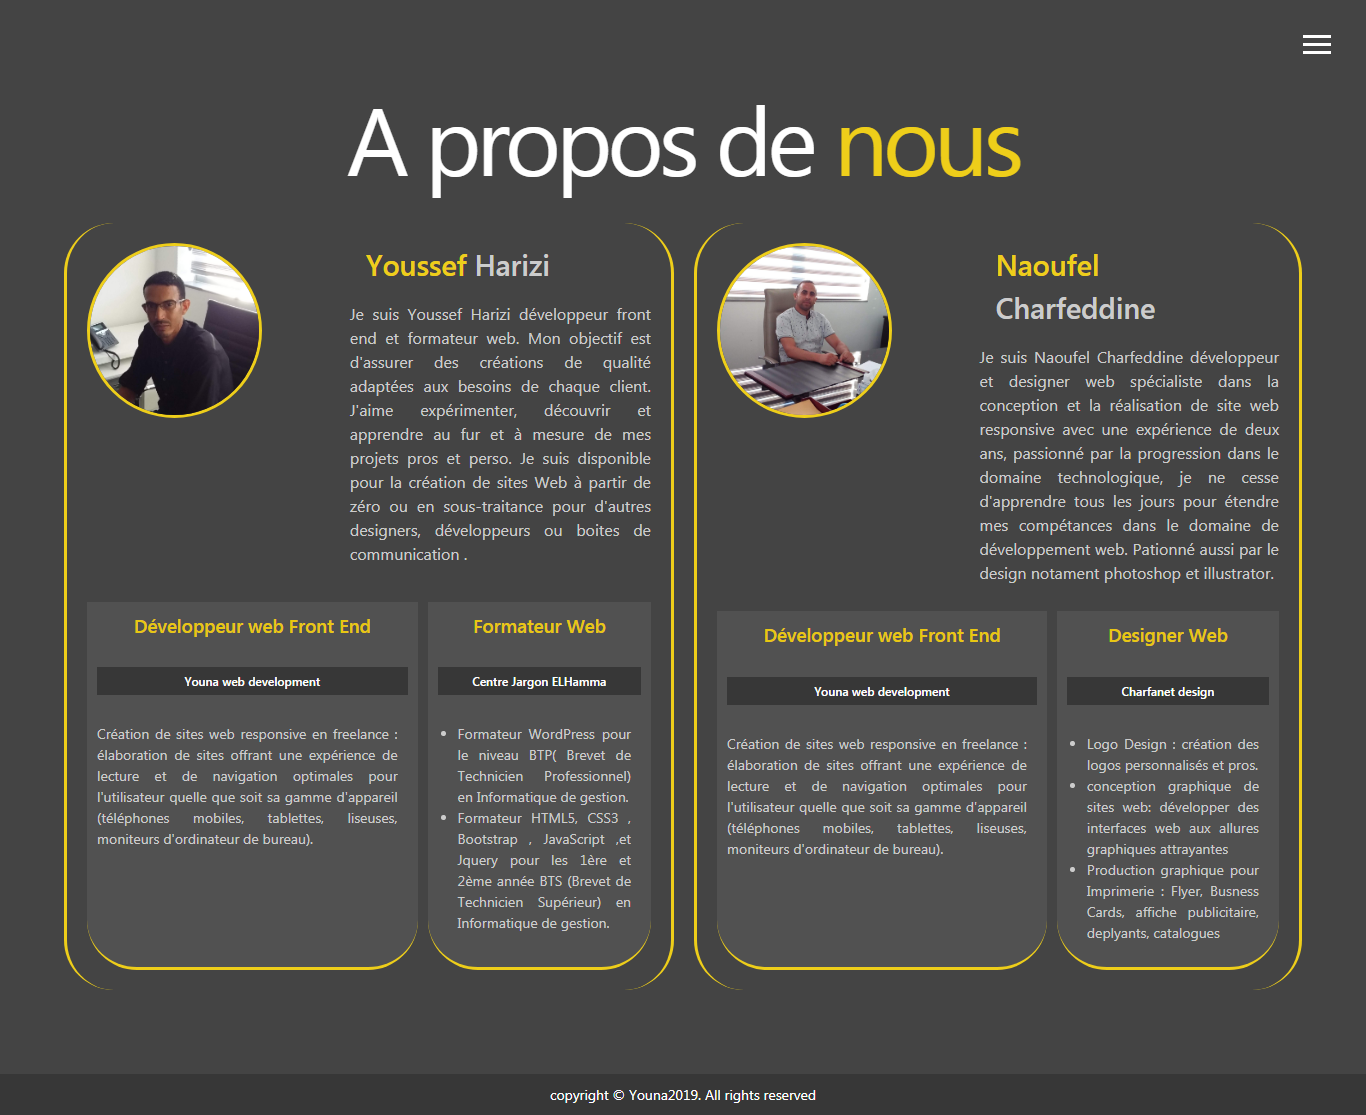 A propos de nous
Youssef Harizi
Je suis Youssef Harizi développeur front
end et formateur web. Mon objectif est
d'assurer des créations de qualité
adaptées aux besoins de chaque client.
J'aime expérimenter, découvrir et
apprendre au fur et à mesure de mes
projets pros et perso. Je suis disponible
pour la création de sites Web à partir de
zéro ou en sous-traitance pour d'autres
designers, développeurs ou boites de
communication .
Développeur web Front End
Youna web development
Création de sites web responsive en freelance :
élaboration de sites offrant une expérience de
lecture et de navigation optimales pour
l'utilisateur quelle que soit sa gamme d'appareil
(téléphones mobiles, tablettes, liseuses,
moniteurs d'ordinateur de bureau).
Formateur Web
Centre Jargon ELHamma
Formateur WordPress pour
le niveau BTP( Brevet de
Technicien Professionnel)
en Informatique de gestion.
Formateur HTML5, CSS3 ,
Bootstrap , JavaScript ,et
Jquery pour les 1ère et
2ème année BTS (Brevet de
Technicien Supérieur) en
Informatique de gestion.
Naoufel
Charfeddine
Je suis Naoufel Charfeddine développeur
et designer web spécialiste dans la
conception et la réalisation de site web
responsive avec une expérience de deux
ans, passionné par la progression dans le
domaine technologique, je ne cesse
d'apprendre tous les jours pour étendre
mes compétances dans le domaine de
développement web. Pationné aussi par le
design notament photoshop et illustrator.
Développeur web Front End
Youna web development
Création de sites web responsive en freelance :
élaboration de sites offrant une expérience de
lecture et de navigation optimales pour
l'utilisateur quelle que soit sa gamme d'appareil
(téléphones mobiles, tablettes, liseuses,
moniteurs d'ordinateur de bureau).
Designer Web
Charfanet design
Logo Design : création des
logos personnalisés et pros.
conception graphique de
sites web: développer des
interfaces web aux allures
graphiques attrayantes
Production graphique pour
Imprimerie : Flyer, Busness
Cards, affiche publicitaire,
deplyants, catalogues
copyright © Youna2019. All rights reserved